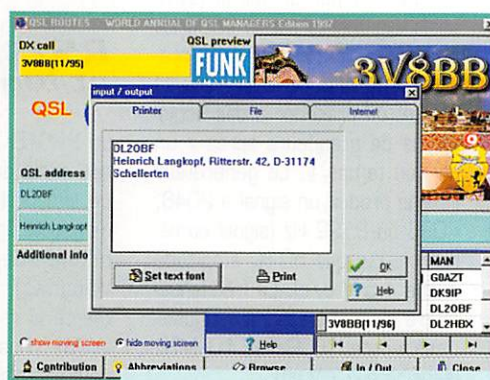 QSL ROUTES - WORLD ANNUAL OF QSL MANAGERS Edition 1997
DX call
QSL preview
3V8BB(11/95)
FUNK
3V8BB
QSL
input / output
Printer
File
Internet
DL2OBF
Heinrich Langkopf, Ritterstr. 42, D-31174
Schellerten
QSL address
DL2OBF
Heinrich Langkopf
Additional Info
Set text font
Print
OK
Help
MAN
G0AZT
DK9IP
DL2OBF
3V8BB(11/96)
DL2HBX
show moving screen
hide moving screen
Help
Contribution
Abbreviations
Browse
In / Out
Close